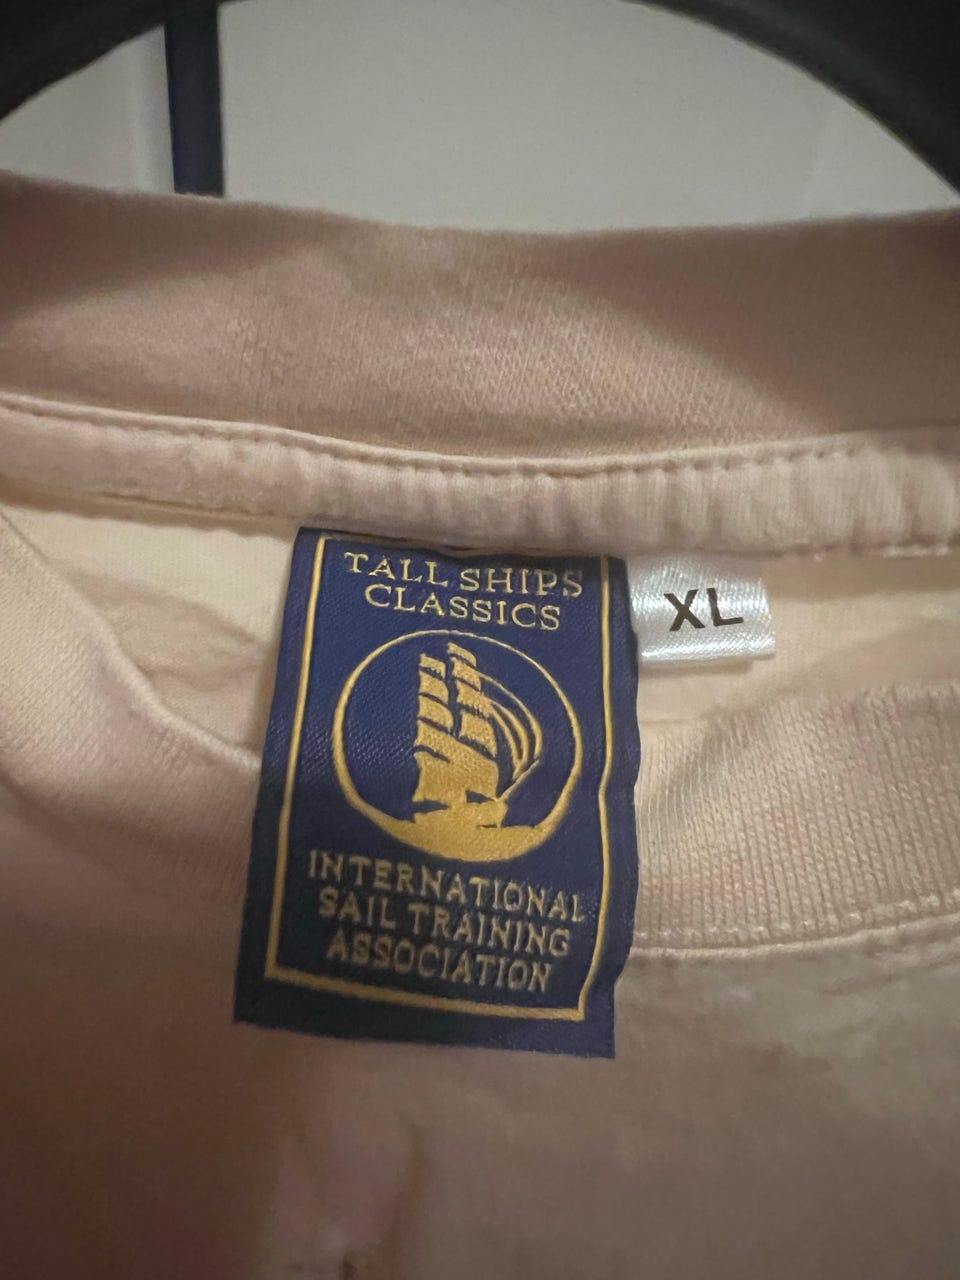 TALL SHIPS
CLASSICS
XL
INTERNATIONAL
SAIL TRAINING
ASSOCIATION